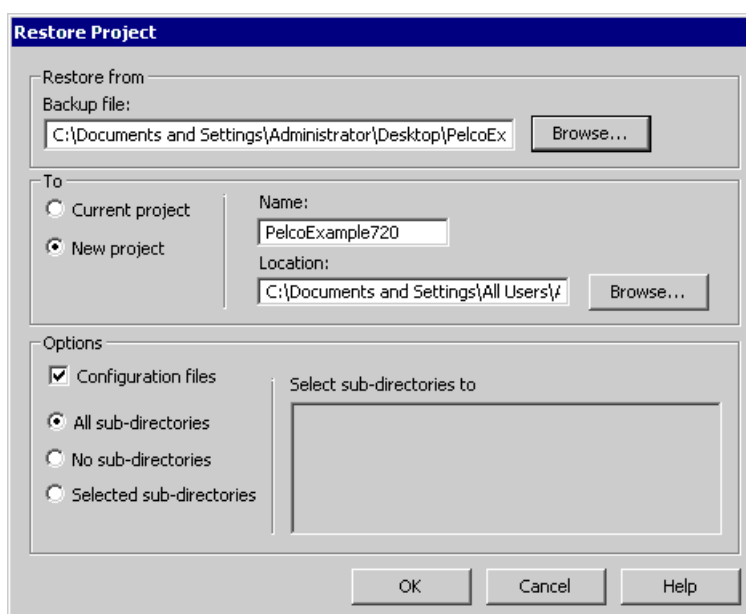 Restore Project
Restore from
Backup file:
C:\Documents and Settings\Administrator\Desktop\PelcoEx
Browse...
To
Current project
New project
Name:
PelcoExample720
Location:
C:\Documents and Settings\All Users\A
Browse...
Options
Configuration files
All sub-directories
No sub-directories
Selected sub-directories
Select sub-directories to
OK
Cancel
Help